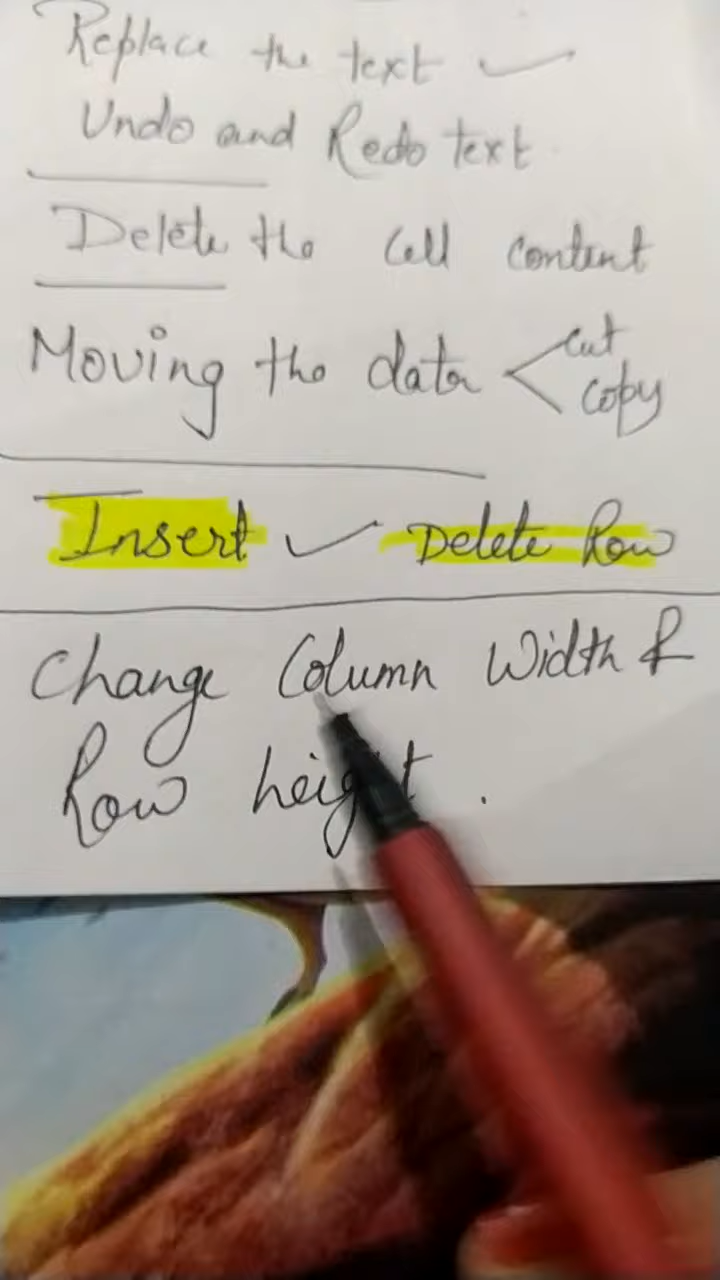 Replace the text
Undo and Redo text
Delete the Cell content
Moving the data < cut
copy
Insert ✓ Delete Row
Change Column Width &
Row height.